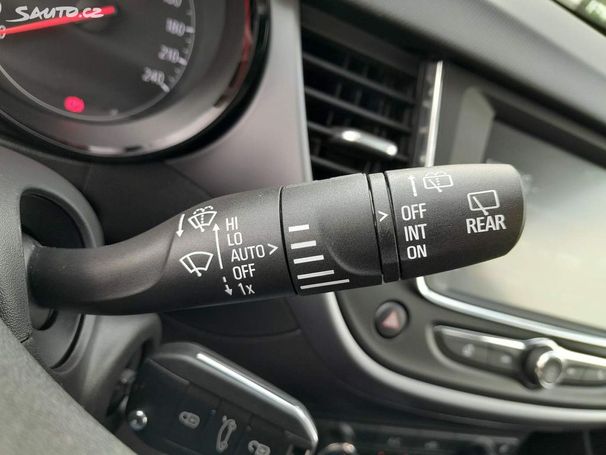 SAUTO.CZ
180
210
240
HI
LO
AUTO
OFF
1x
OFF
INT
ON
REAR